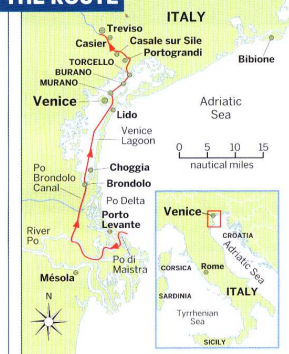 THE ROUTE
ITALY
Treviso
Casier
Casale sur Sile
Portograndi
TORCELLO
BURANO
MURANO
Bibione
Venice
Adriatic
Sea
Lido
Venice
Lagoon
0 5 10 15
nautical miles
Po
Brondolo
Canal
Choggia
Brondolo
Po Delta
Porto
Levante
River
Po
Po di
Maistra
Mésola
N
Venice
CROATIA
Adriatic Sea
CORSICA
Rome
SARDINIA
ITALY
Tyrrhenian
Sea
SICILY